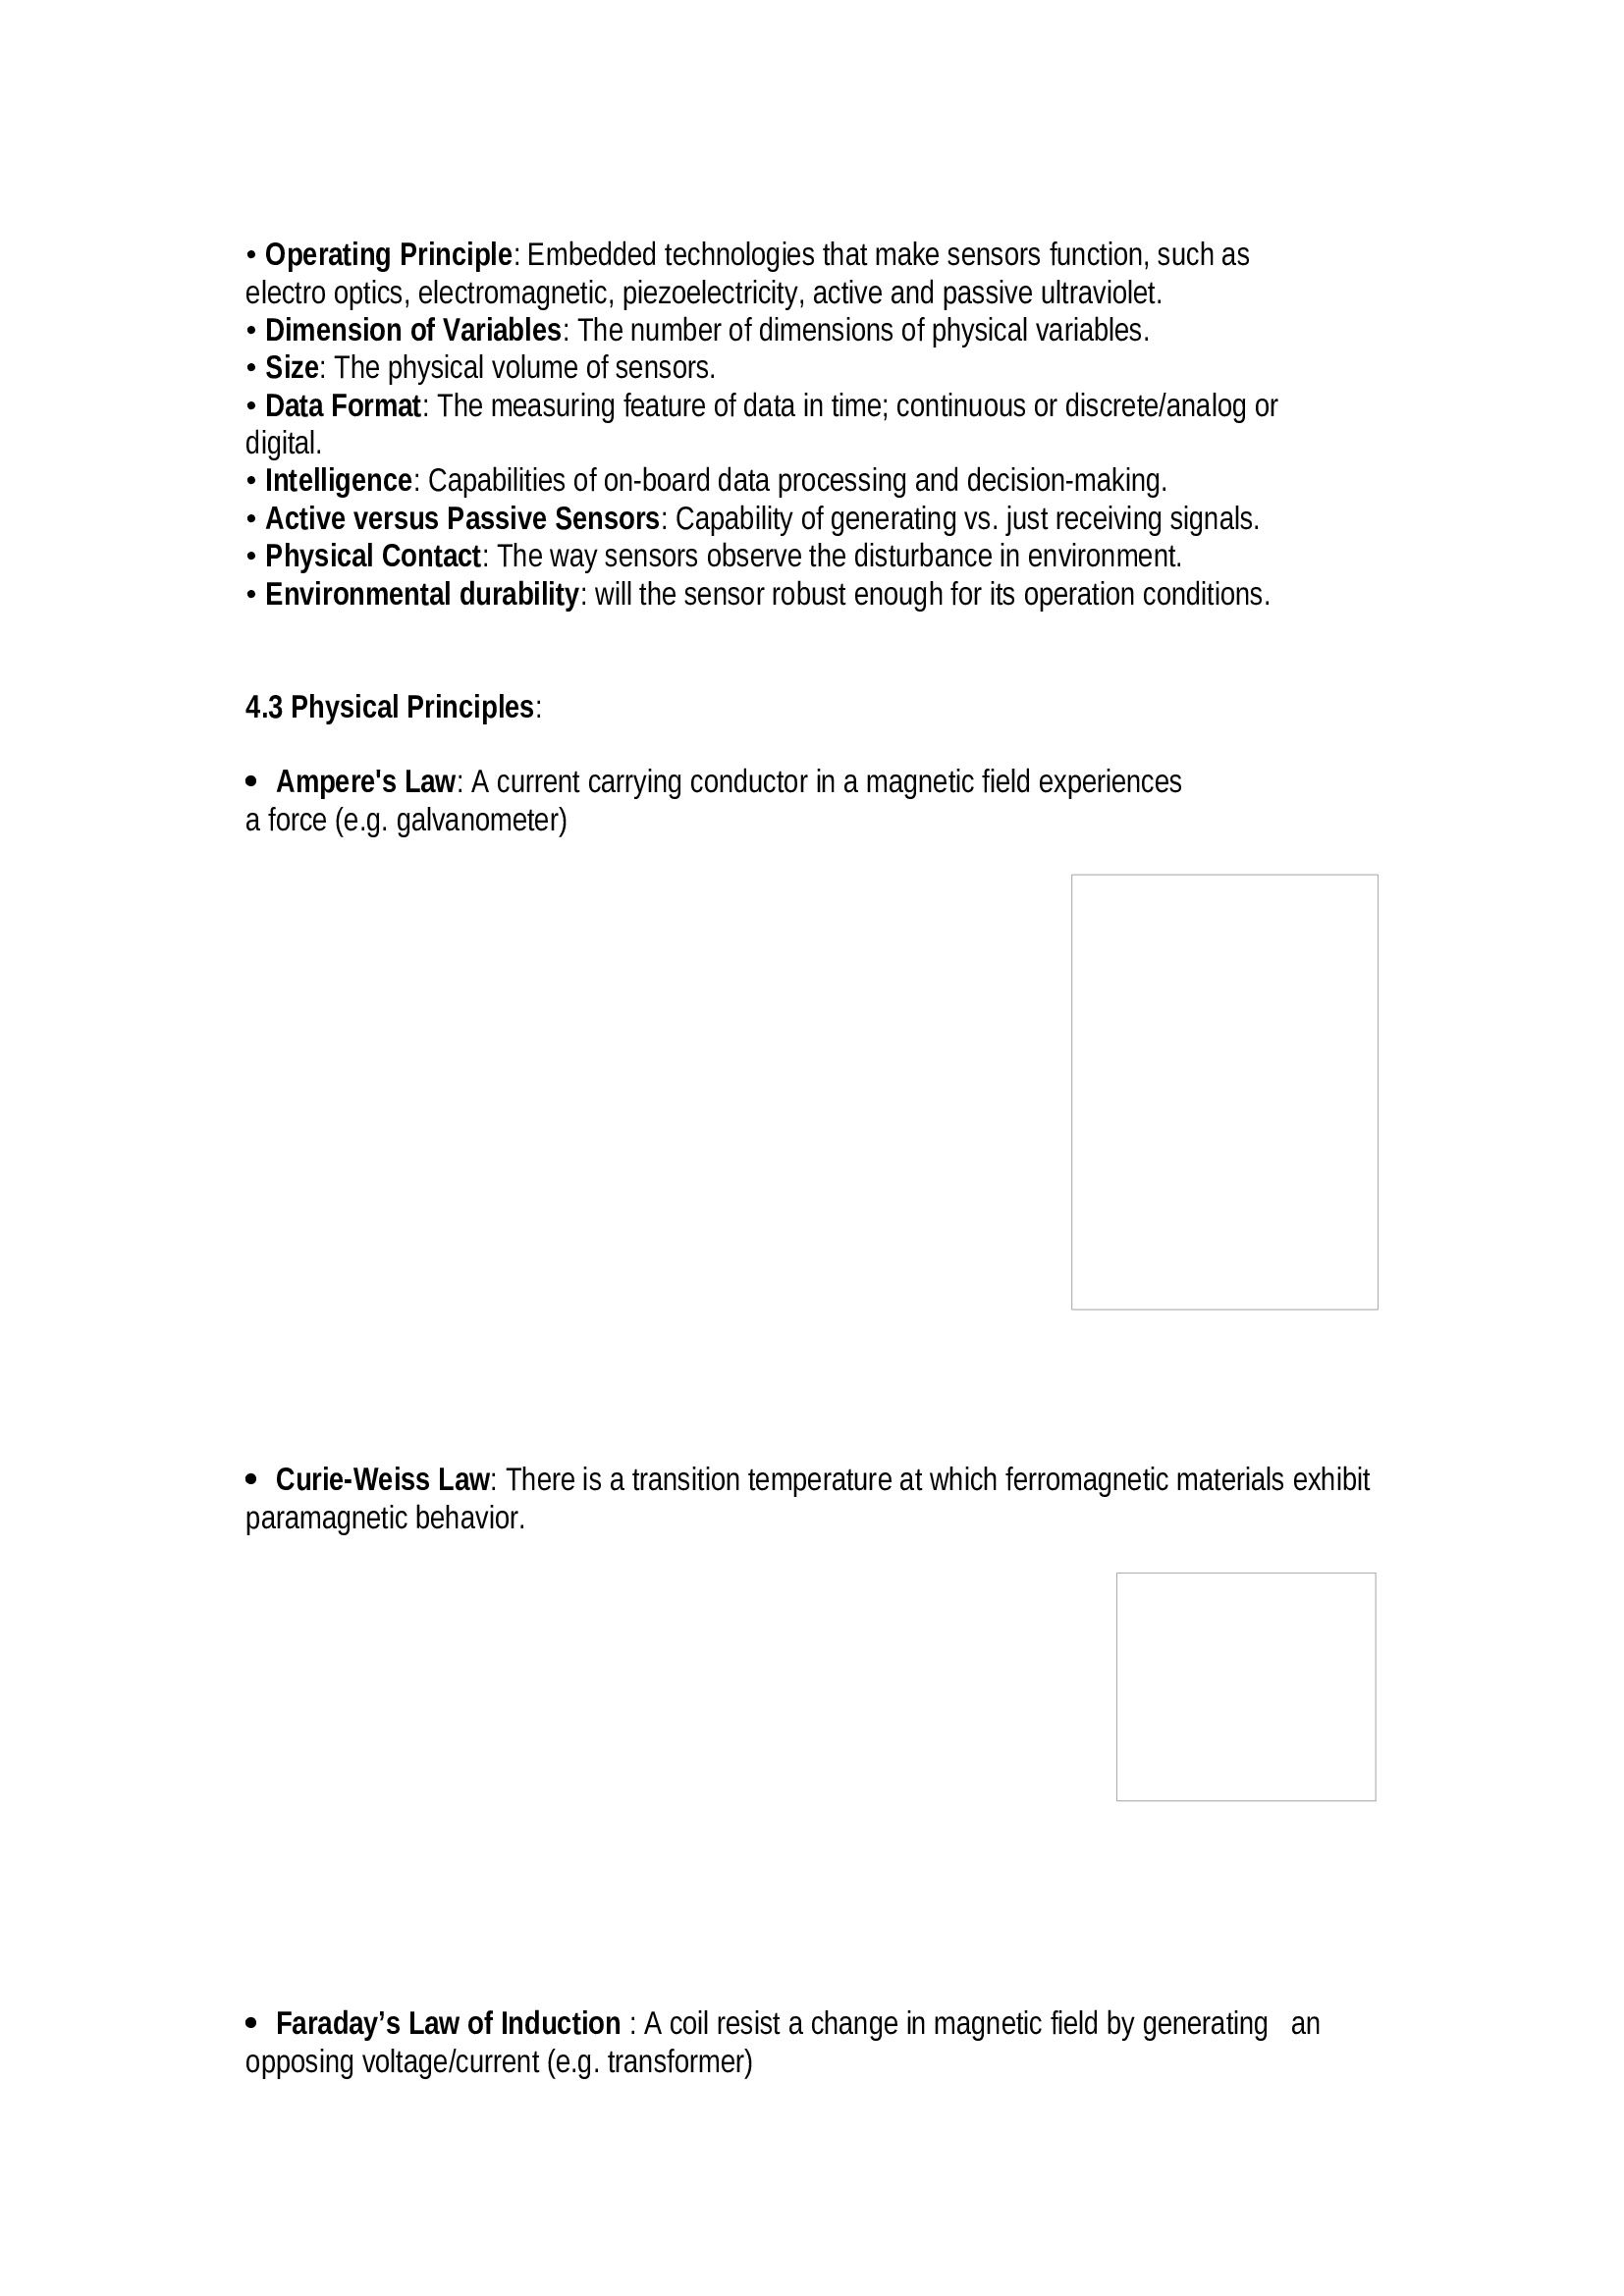 • Operating Principle: Embedded technologies that make sensors function, such as
electro optics, electromagnetic, piezoelectricity, active and passive ultraviolet.
• Dimension of Variables: The number of dimensions of physical variables.
• Size: The physical volume of sensors.
• Data Format: The measuring feature of data in time; continuous or discrete/analog or
digital.
• Intelligence: Capabilities of on-board data processing and decision-making.
• Active versus Passive Sensors: Capability of generating vs. just receiving signals.
• Physical Contact: The way sensors observe the disturbance in environment.
• Environmental durability: will the sensor robust enough for its operation conditions.
4.3 Physical Principles:
• Ampere's Law: A current carrying conductor in a magnetic field experiences
a force (e.g. galvanometer)
• Curie-Weiss Law: There is a transition temperature at which ferromagnetic materials exhibit
paramagnetic behavior.
• Faraday’s Law of Induction : A coil resist a change in magnetic field by generating an
opposing voltage/current (e.g. transformer)